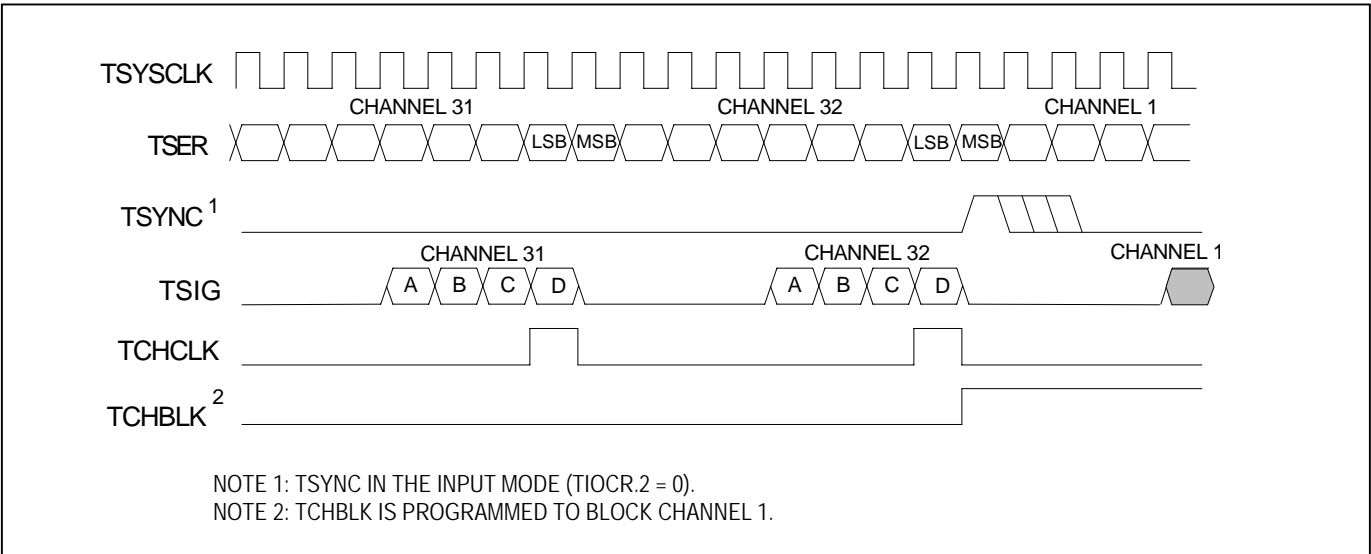 TSYSCLK
CHANNEL 31 CHANNEL 32 CHANNEL 1
TSER LSB MSB LSB MSB
TSYNC 1
CHANNEL 31 CHANNEL 32 CHANNEL 1
TSIG A B C D A B C D
TCHCLK
TCHBLK 2
NOTE 1: TSYNC IN THE INPUT MODE (TIOCR.2 = 0).
NOTE 2: TCHBLK IS PROGRAMMED TO BLOCK CHANNEL 1.